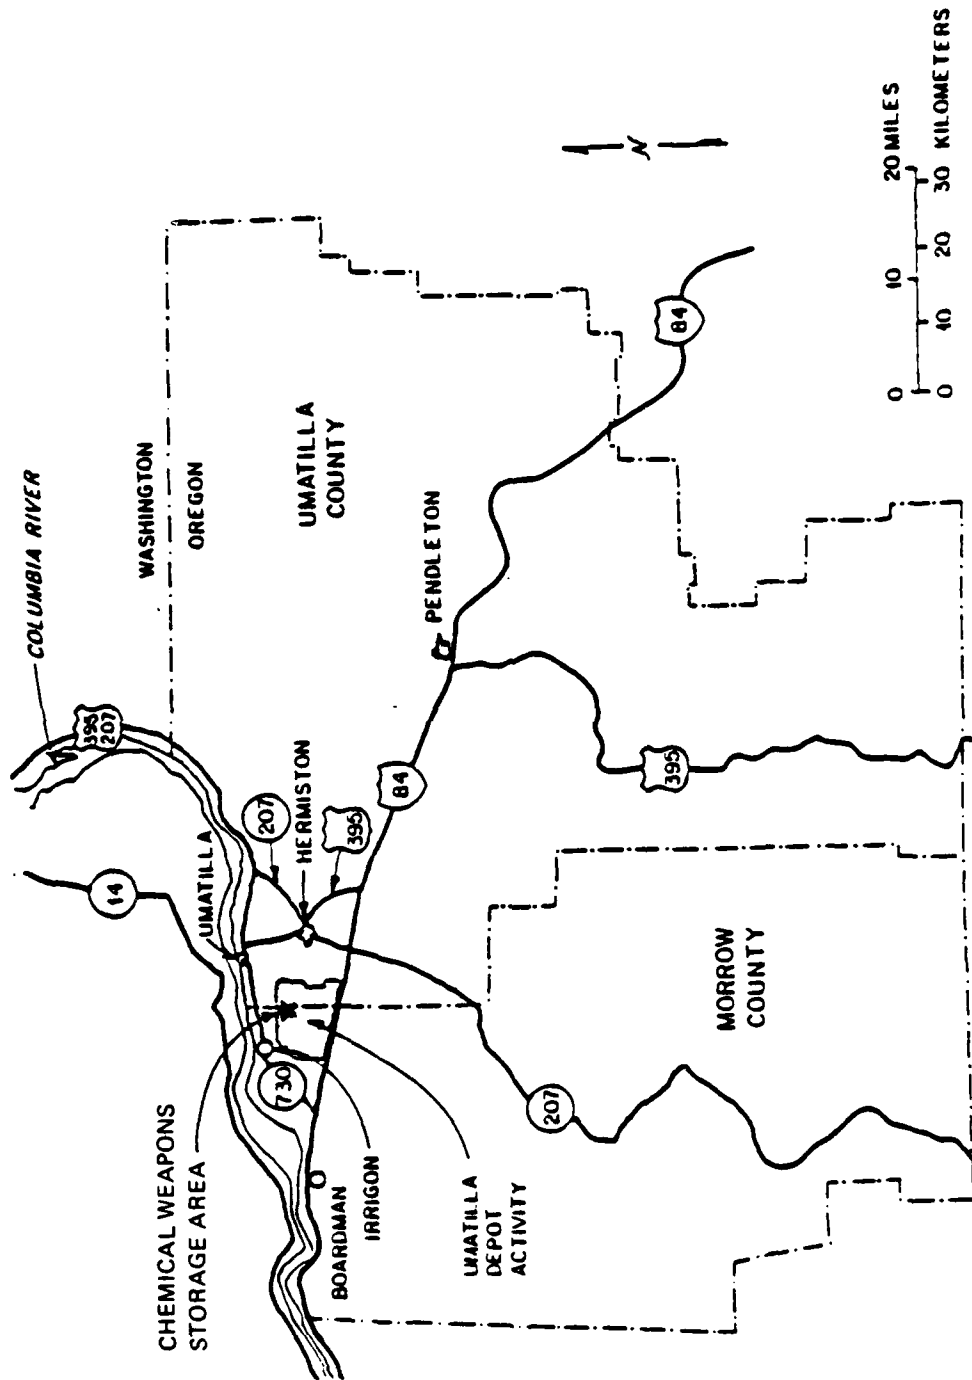 COLUMBIA RIVER
395
207
WASHINGTON
OREGON
14
UMATILLA
207
HERMISTON
395
UMATILLA
COUNTY
CHEMICAL WEAPONS
STORAGE AREA
730
BOARDMAN
IRRIGON
UMATILLA
DEPOT
ACTIVITY
84
PENDLETON
84
395
207
MORROW
COUNTY
N
0 10 20 MILES
0 10 20 30 KILOMETERS